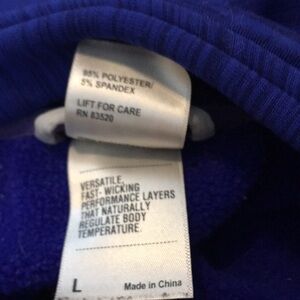 95% POLYESTER/
5% SPANDEX
LIFT FOR CARE
RN 83520
VERSATILE,
FAST-WICKING
PERFORMANCE LAYERS
THAT NATURALLY
REGULATE BODY
TEMPERATURE.
L
Made in China